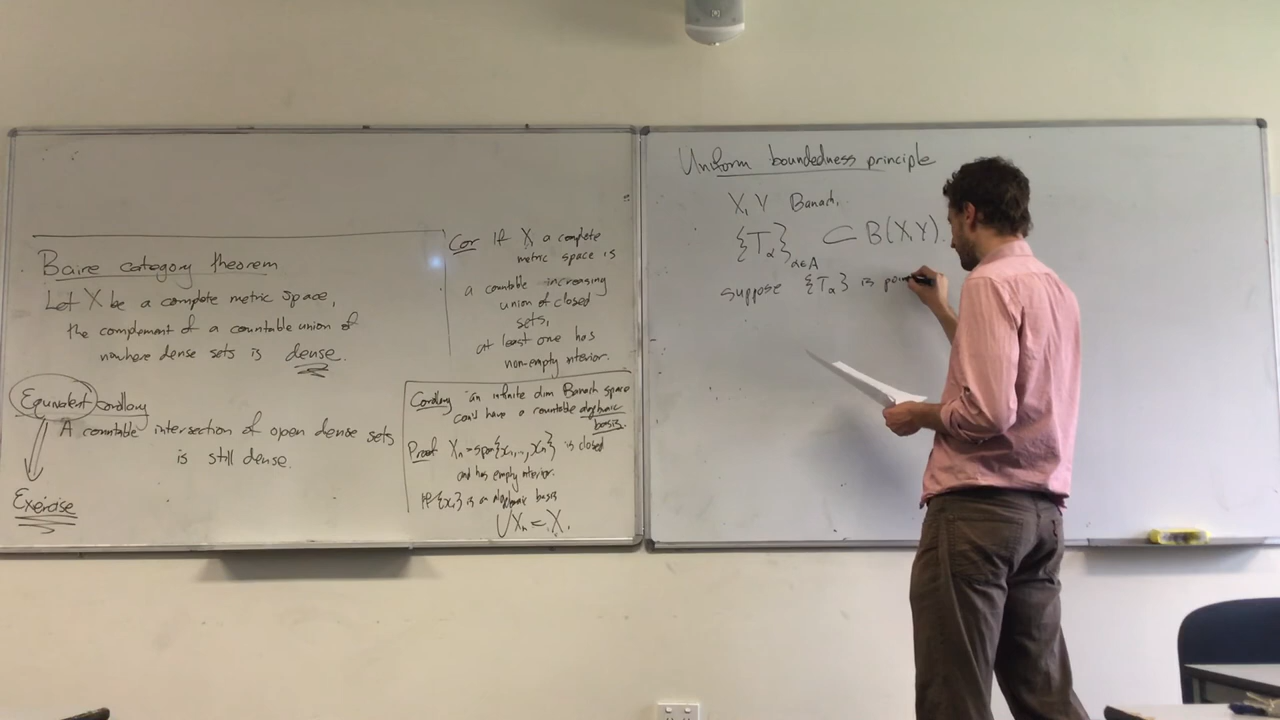 Baire category theorem
Let X be a complete metric space,
the complement of a countable union of
nowhere dense sets is dense.
Equivalent corollary
A countable intersection of open dense sets
is still dense.
Exercise
Cor If X a complete
metric space is
a countable increasing
union of closed
sets,
at least one has
non-empty interior.
Corollary an infinite dim Banach space
can't have a countable algebraic
basis.
Proof Xₙ = span{x₁,..,xₙ} is closed
and has empty interior.
If {xᵢ} is an algebraic basis
∪Xₙ = X.
Uniform boundedness principle
X, Y Banach.
{T_α}_{α∈A} ⊂ B(X,Y).
suppose {T_α} is poin